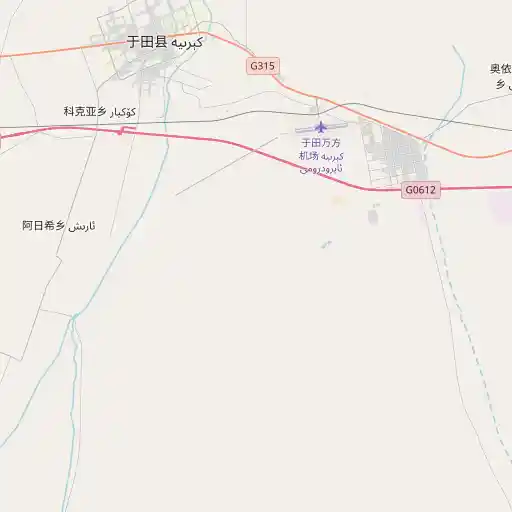 于田县 كېرىيە
G315
奥依
乡
科克亚乡 كۆكيار
于田万方
机场 كېرىيە
ئايرودرومى
G0612
阿日希乡 ئارىش